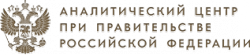 АНАЛИТИЧЕСКИЙ ЦЕНТР
ПРИ ПРАВИТЕЛЬСТВЕ
РОССИЙСКОЙ ФЕДЕРАЦИИ